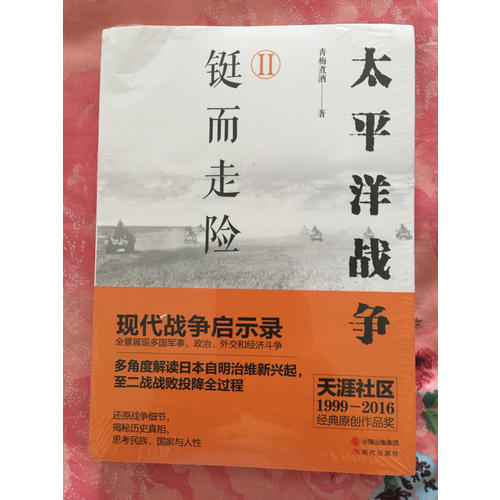 太平洋战争
青梅煮酒——著
II
铤而走险
现代战争启示录
全景展现多国军事、政治、外交和经济斗争
多角度解读日本自明治维新兴起,
至二战战败投降全过程
还原战争细节,
揭秘历史真相,
思考民族、国家与人性
天涯社区
1999—2016
经典原创作品奖
中国出版集团
现代出版社